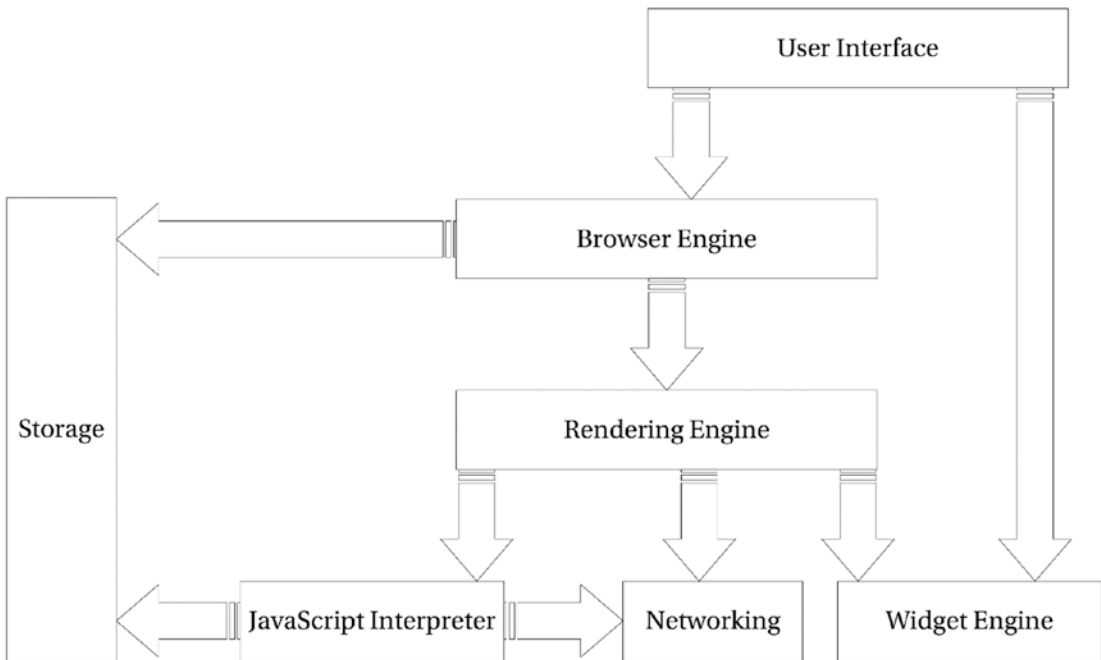 User Interface
Browser Engine
Storage
Rendering Engine
JavaScript Interpreter
Networking
Widget Engine